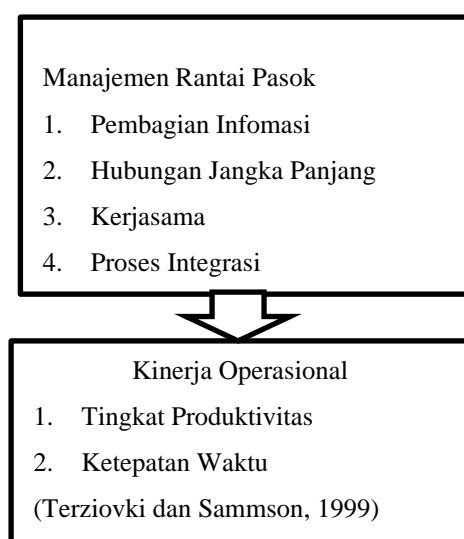 Manajemen Rantai Pasok
1. Pembagian Infomasi
2. Hubungan Jangka Panjang
3. Kerjasama
4. Proses Integrasi
Kinerja Operasional
1. Tingkat Produktivitas
2. Ketepatan Waktu
(Terziovki dan Sammson, 1999)